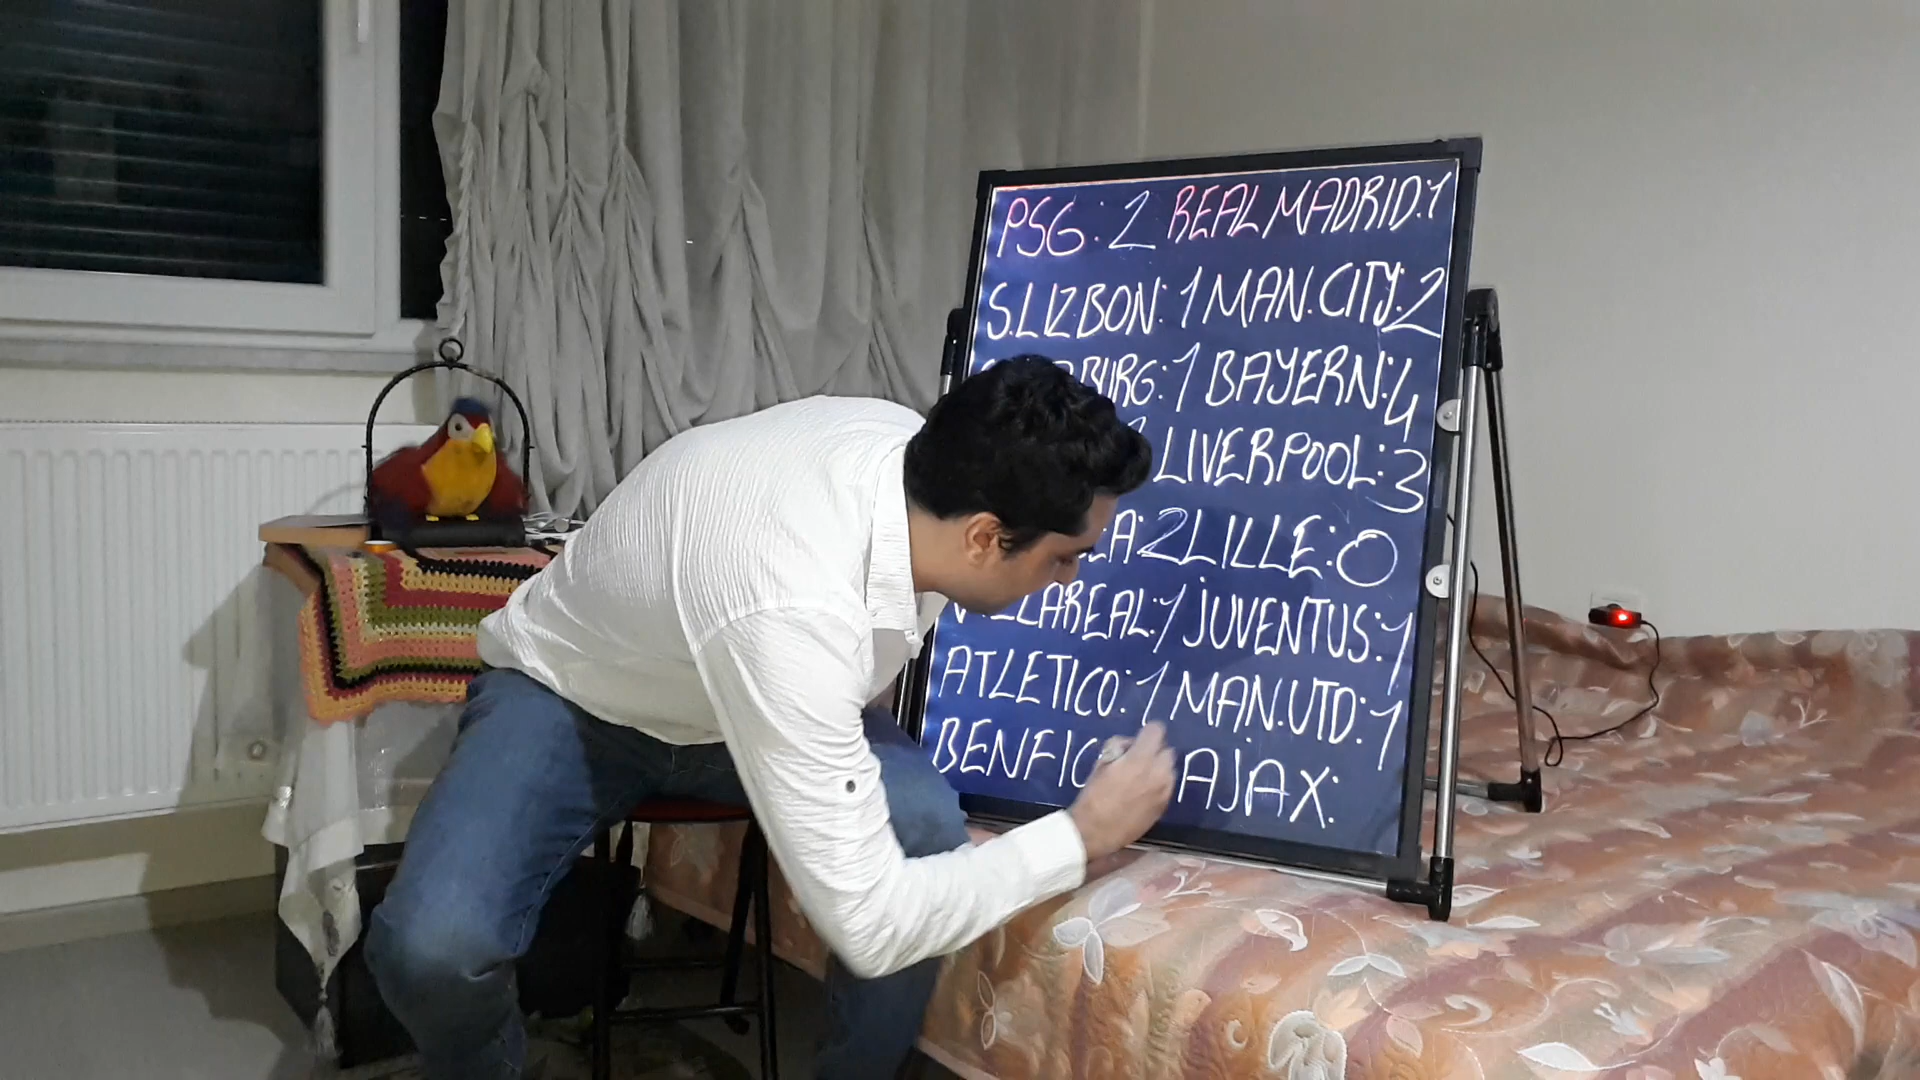 PSG: 2 REAL MADRID:1
S.LIZBON: 1 MAN.CITY:2
BURG: 1 BAYERN:4
LIVERPOOL:3
A:2 LILLE:0
VILLAREAL:1 JUVENTUS:1
ATLETICO:1 MAN.UTD:1
BENFIC AJAX: